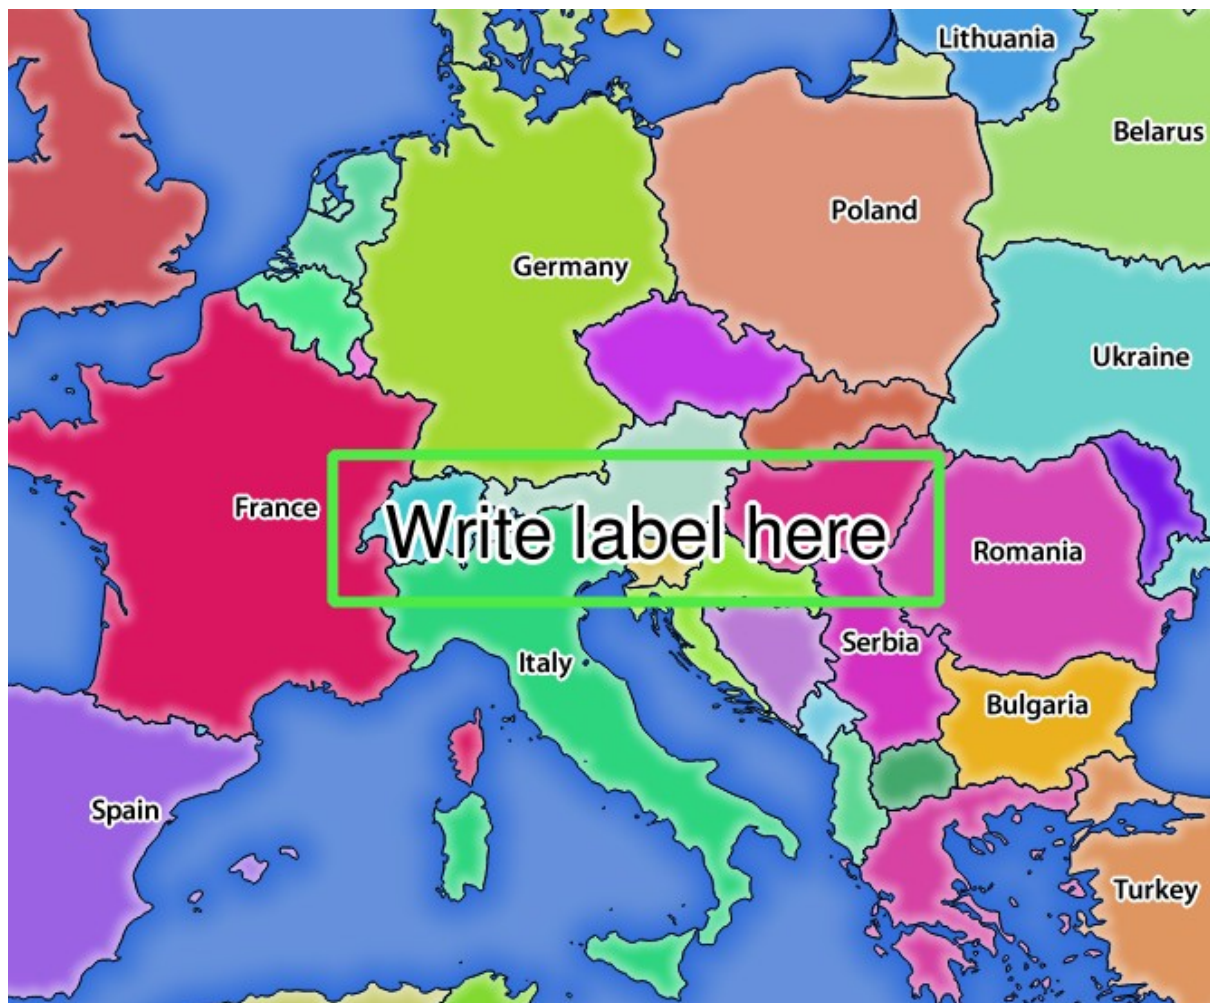 Lithuania
Belarus
Poland
Germany
Ukraine
France
Write label here
Romania
Serbia
Italy
Bulgaria
Spain
Turkey